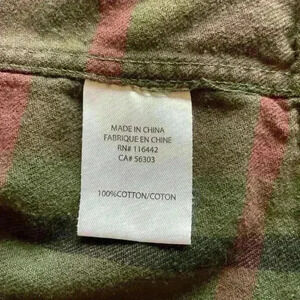 MADE IN CHINA
FABRIQUE EN CHINE
RN# 116442
CA# 56303
100%COTTON/COTON